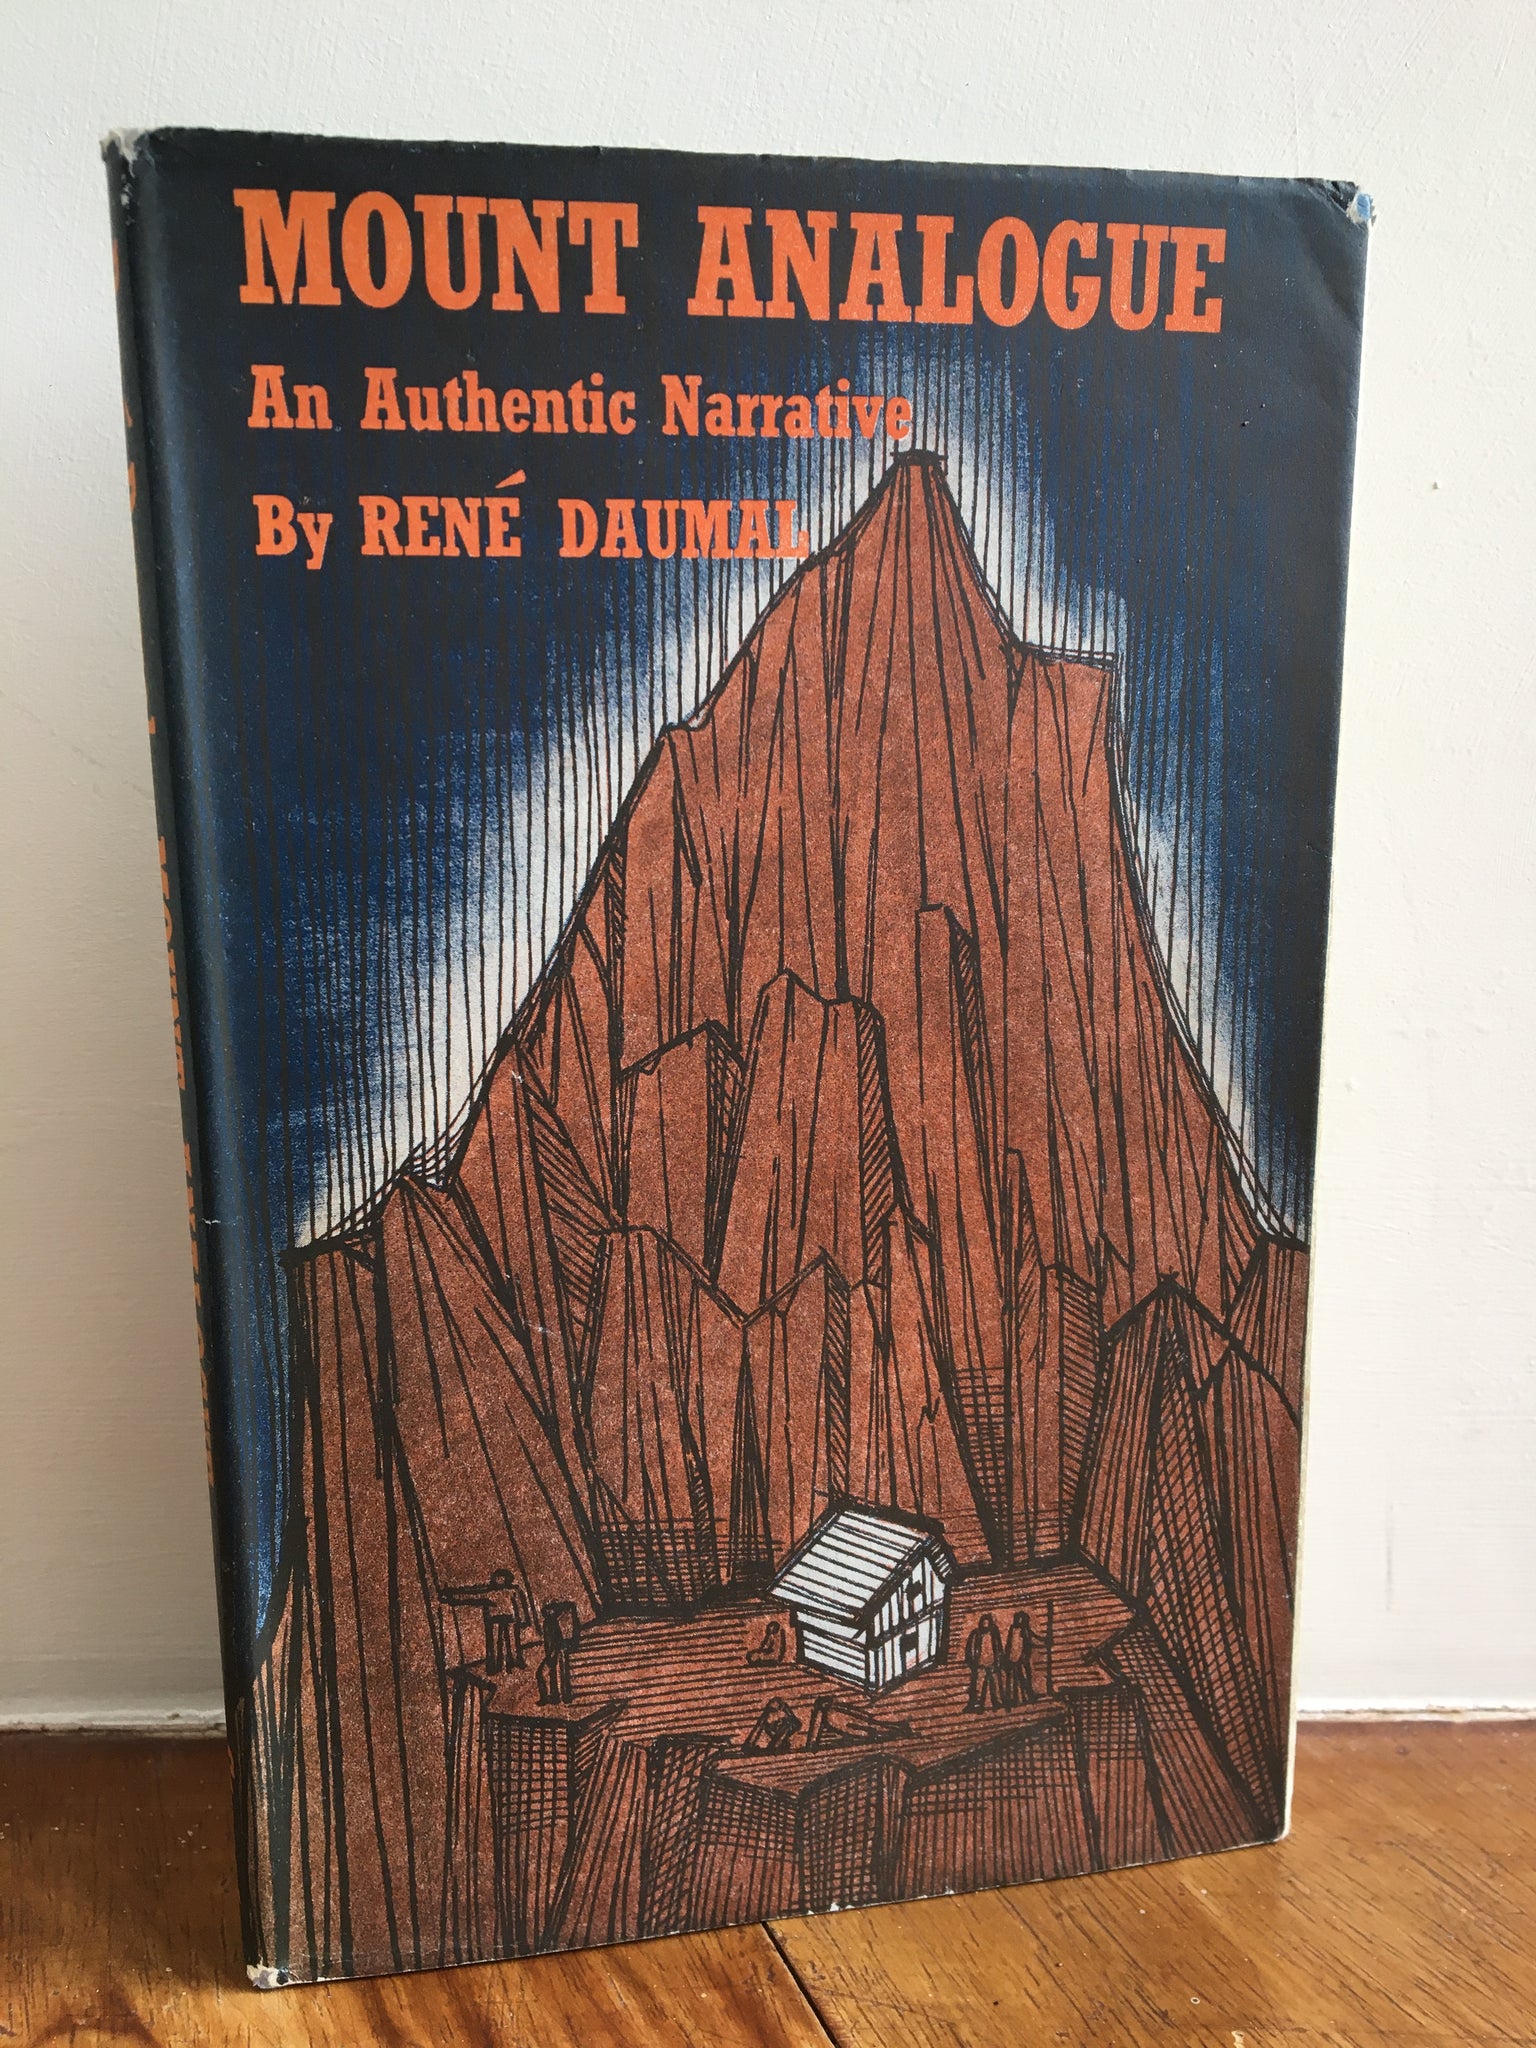 MOUNT ANALOGUE
An Authentic Narrative
By RENÉ DAUMAL